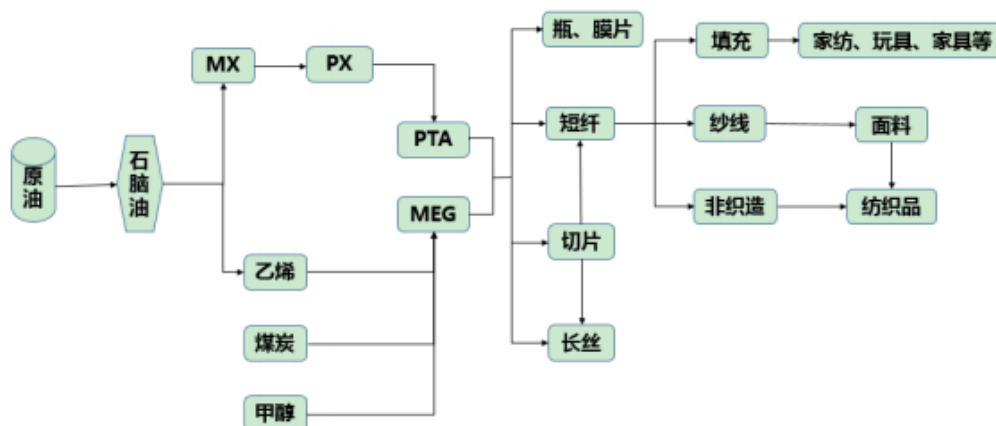 瓶、膜片
填充
家纺、玩具、家具等
MX
PX
PTA
短纤
纱线
面料
原油
石脑油
MEG
非织造
纺织品
切片
乙烯
煤炭
长丝
甲醇